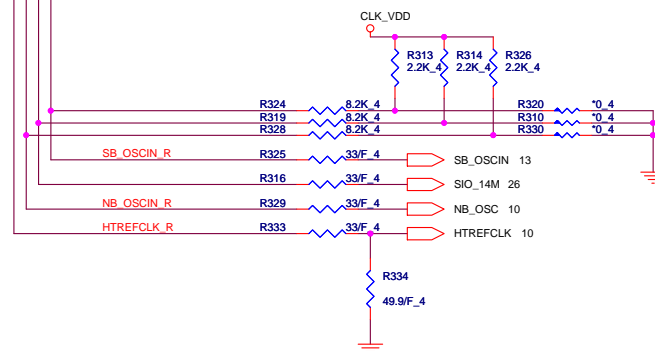 CLK_VDD
R313 R314 R326
2.2K_4 2.2K_4 2.2K_4
R324 8.2K_4 R320 *0_4
R319 8.2K_4 R310 *0_4
R328 8.2K_4 R330 *0_4
SB_OSCIN_R R325 33/F_4 SB_OSCIN 13
R316 33/F_4 SIO_14M 26
NB_OSCIN_R R329 33/F_4 NB_OSC 10
HTREFCLK_R R333 33/F_4 HTREFCLK 10
R334
49.9/F_4